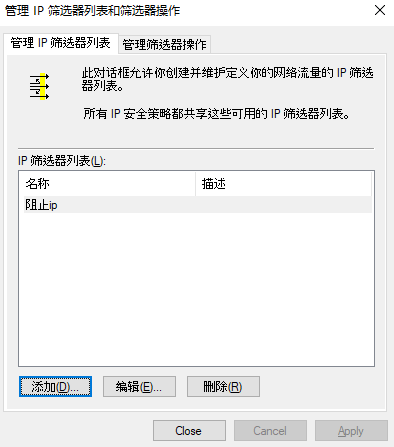 管理 IP 筛选器列表和筛选器操作
管理 IP 筛选器列表 管理筛选器操作
此对话框允许你创建并维护定义你的网络流量的 IP 筛选
器列表。
所有 IP 安全策略都共享这些可用的 IP 筛选器列表。
IP 筛选器列表(L):
名称 描述
阻止ip
添加(D)... 编辑(E)... 删除(R)
Close Cancel Apply